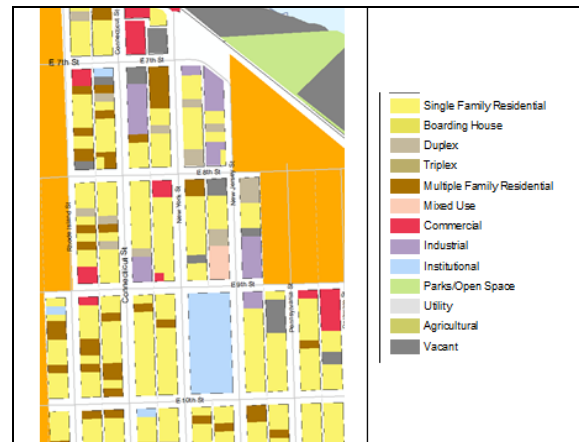 Connecticut St
E 7th St
E 7th St
E 8th St
Rhode Island St
Connecticut St
New York St
New Jersey St
E 9th St
Pennsylvania St
E 10th St
Single Family Residential
Boarding House
Duplex
Triplex
Multiple Family Residential
Mixed Use
Commercial
Industrial
Institutional
Parks/Open Space
Utility
Agricultural
Vacant